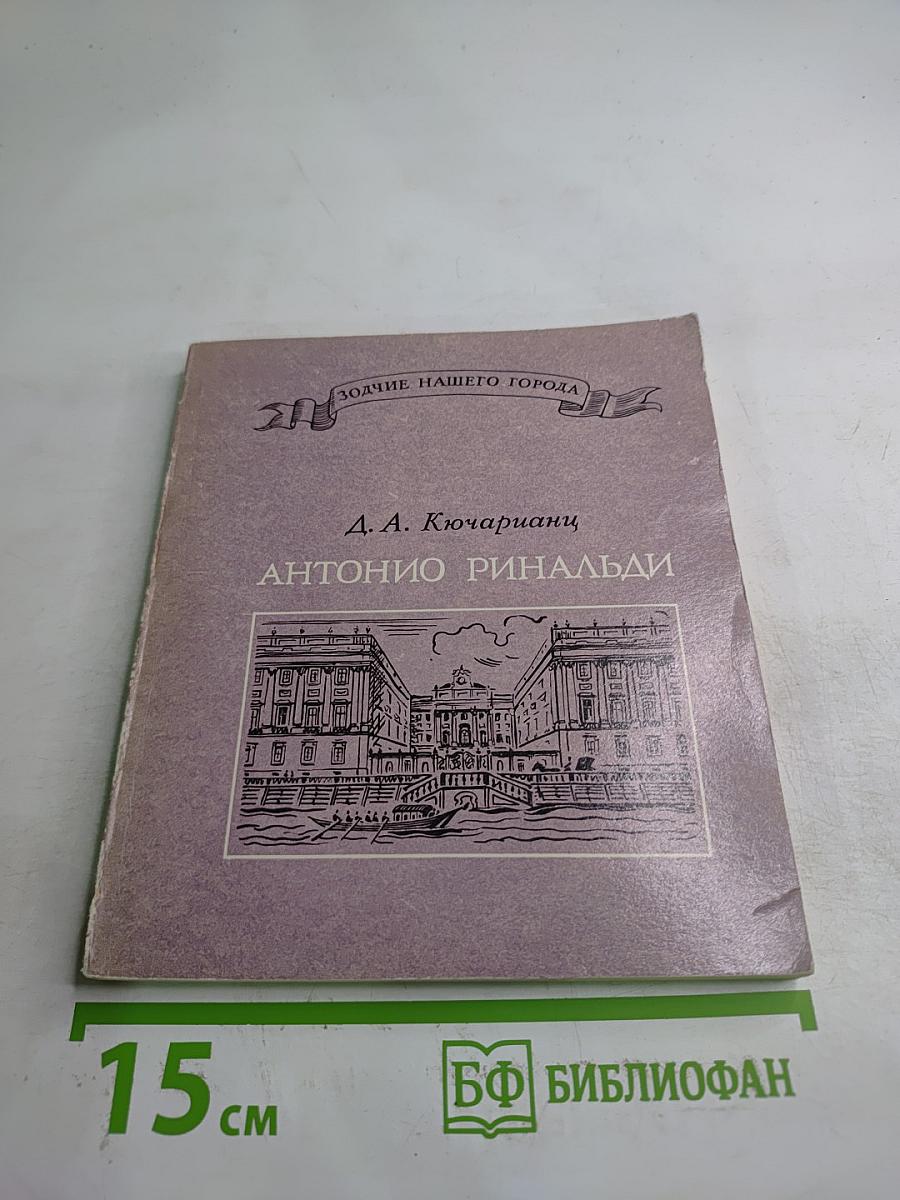 ЗОДЧИЕ НАШЕГО ГОРОДА
Д. А. Кючарианц
АНТОНИО РИНАЛЬДИ
15 см
БФ БИБЛИОФАН